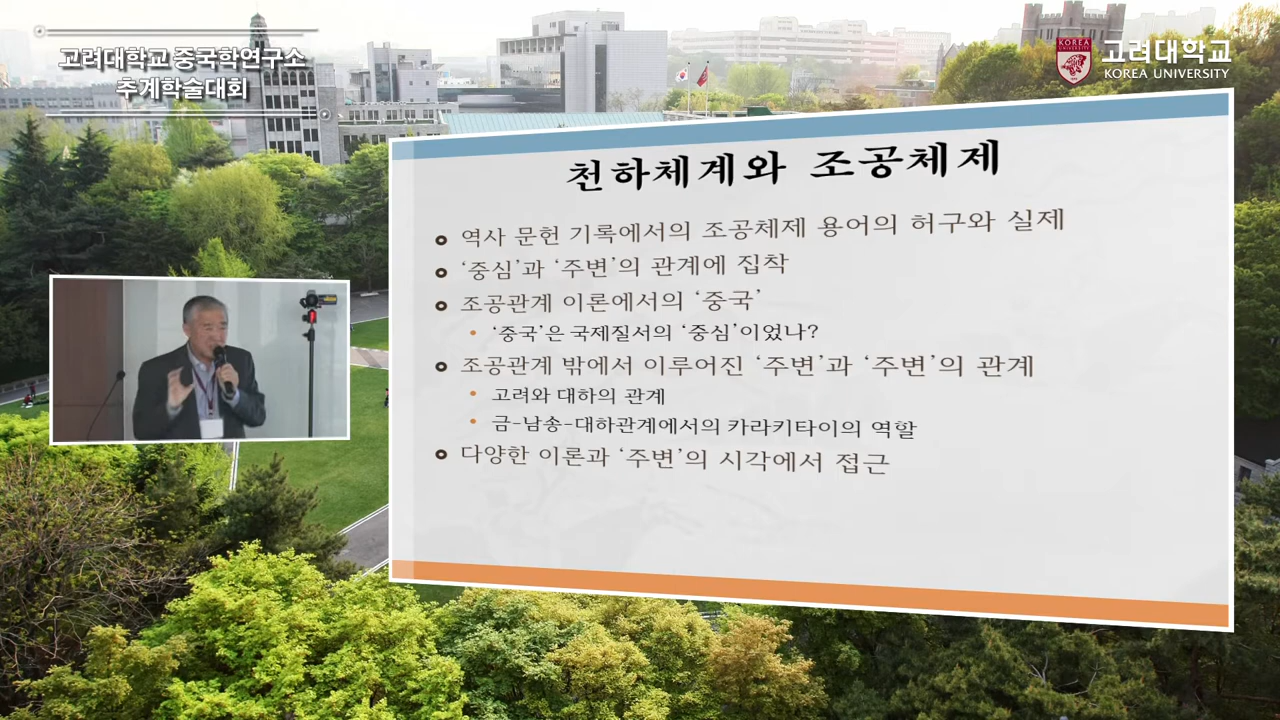 고려대학교 중국학연구소
추계학술대회
KOREA
UNIVERSITY
고려대학교
KOREA UNIVERSITY
천하체계와 조공체제
역사 문헌 기록에서의 조공체제 용어의 허구와 실제
‘중심’과 ‘주변’의 관계에 집착
조공관계 이론에서의 ‘중국’
‘중국’은 국제질서의 ‘중심’이었나?
조공관계 밖에서 이루어진 ‘주변’과 ‘주변’의 관계
고려와 대하의 관계
금-남송-대하관계에서의 카라키타이의 역할
다양한 이론과 ‘주변’의 시각에서 접근